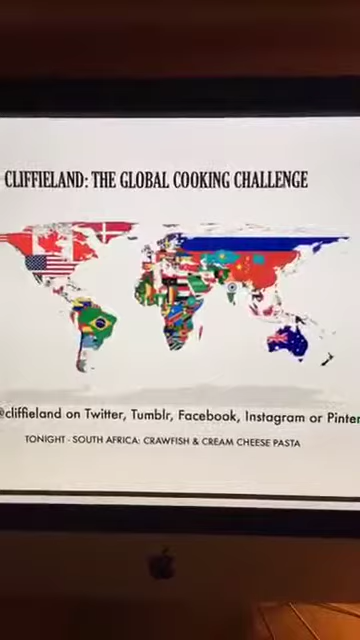 CLIFFIELAND: THE GLOBAL COOKING CHALLENGE
@cliffieland on Twitter, Tumblr, Facebook, Instagram or Pinter
TONIGHT - SOUTH AFRICA: CRAWFISH & CREAM CHEESE PASTA